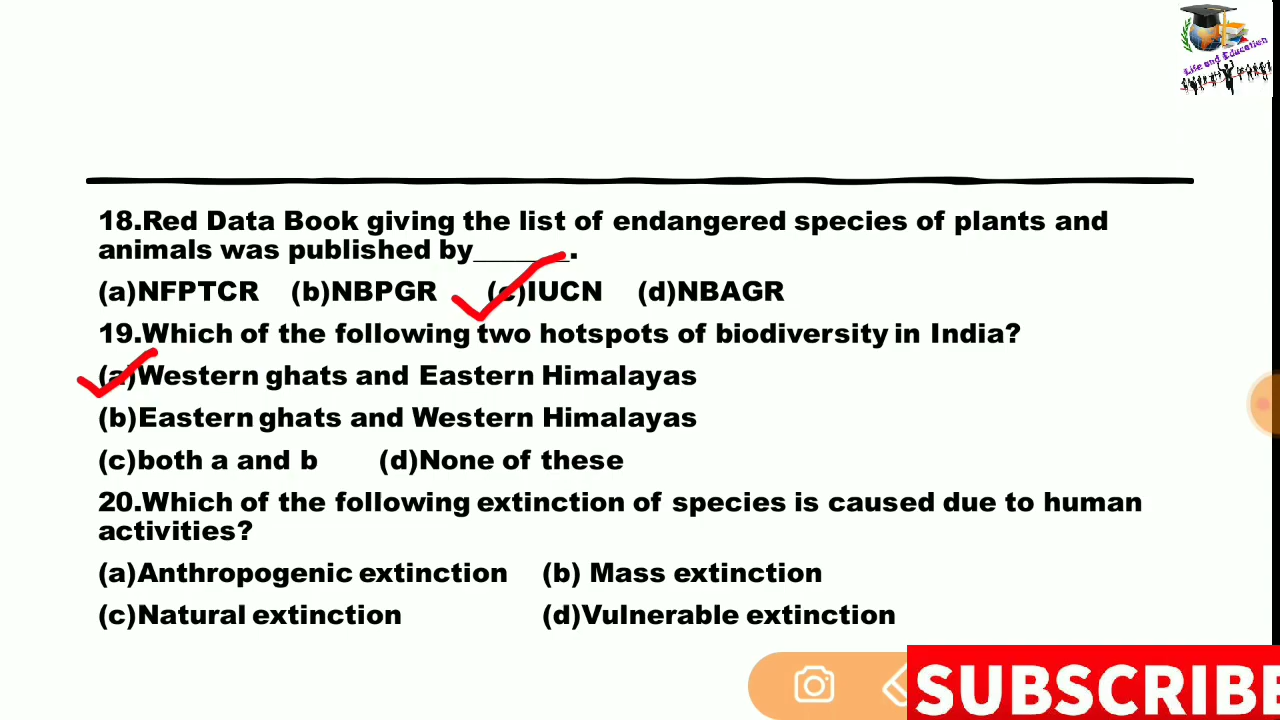 Life and Education
18.Red Data Book giving the list of endangered species of plants and
animals was published by_______.
(a)NFPTCR (b)NBPGR (c)IUCN (d)NBAGR
19.Which of the following two hotspots of biodiversity in India?
(a)Western ghats and Eastern Himalayas
(b)Eastern ghats and Western Himalayas
(c)both a and b (d)None of these
20.Which of the following extinction of species is caused due to human
activities?
(a)Anthropogenic extinction (b) Mass extinction
(c)Natural extinction (d)Vulnerable extinction
SUBSCRIBE